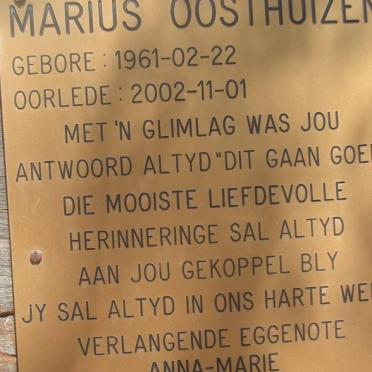 MARIUS OOSTHUIZEN
GEBORE : 1961-02-22
OORLEDE : 2002-11-01
MET 'N GLIMLAG WAS JOU
ANTWOORD ALTYD "DIT GAAN GOED
DIE MOOISTE LIEFDEVOLLE
HERINNERINGE SAL ALTYD
AAN JOU GEKOPPEL BLY
JY SAL ALTYD IN ONS HARTE WE
VERLANGENDE EGGENOTE
ANNA-MARIE